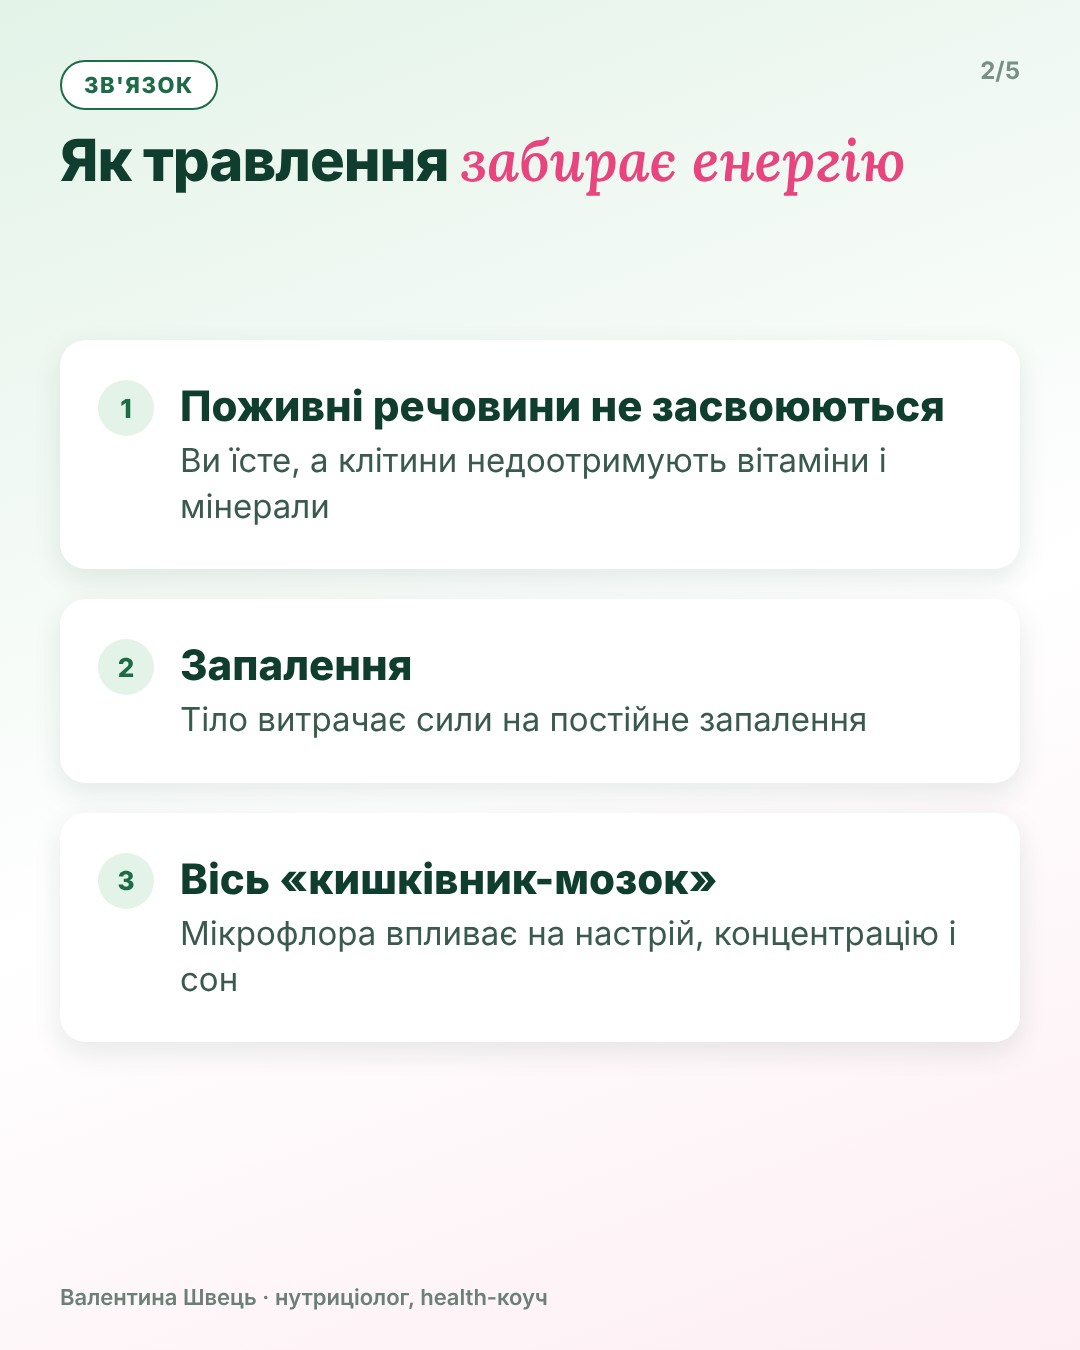 ЗВ'ЯЗОК
2/5
Як травлення забирає енергію
1
Поживні речовини не засвоюються
Ви їсте, а клітини недоотримують вітаміни і
мінерали
2
Запалення
Тіло витрачає сили на постійне запалення
3
Вісь «кишківник-мозок»
Мікрофлора впливає на настрій, концентрацію і
сон
Валентина Швець · нутриціолог, health-коуч